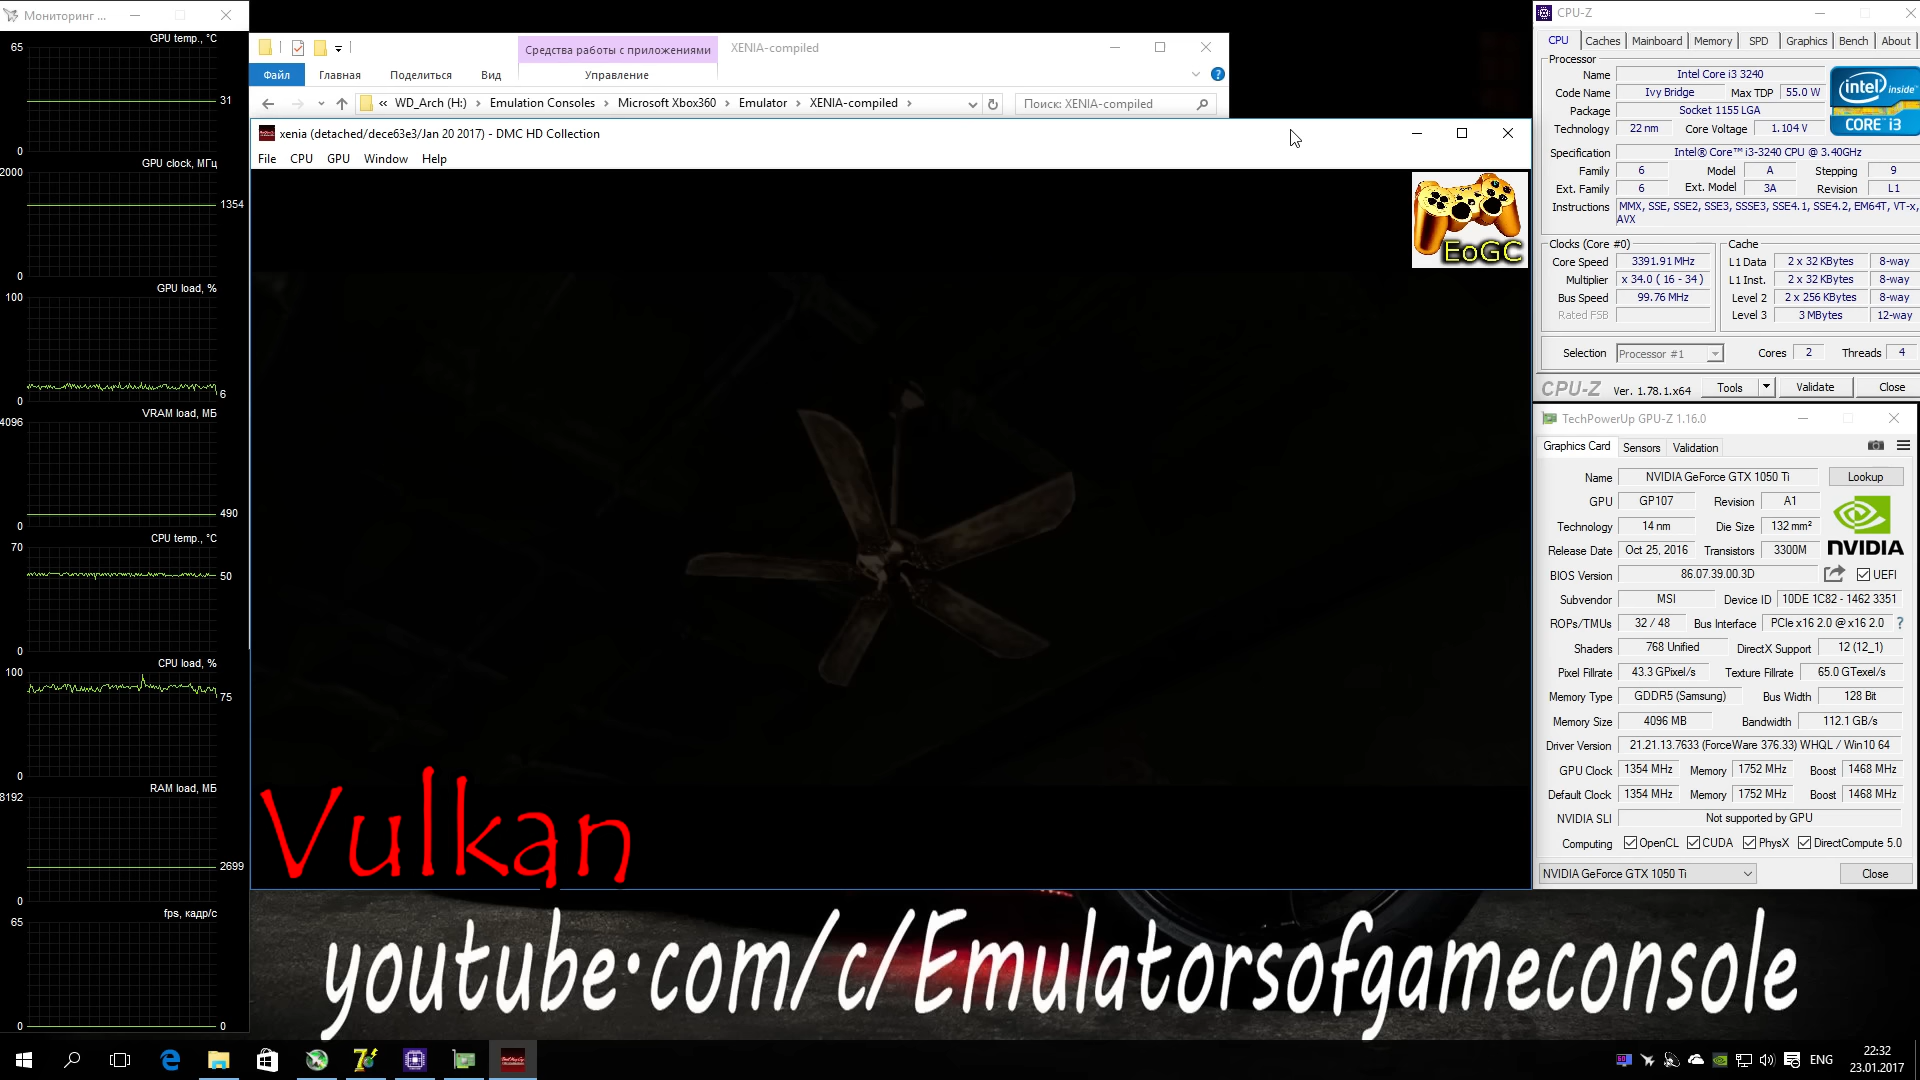 Мониторинг ...
GPU temp., °C
65
31
0
GPU clock, МГц
2000
1354
0
GPU load, %
100
6
0
VRAM load, МБ
4096
490
0
CPU temp., °C
70
50
0
CPU load, %
100
75
0
RAM load, МБ
8192
2699
0
fps, кадр/с
65
0
0
Средства работы с приложениями
XENIA-compiled
Файл
Главная
Поделиться
Вид
Управление
« WD_Arch (H:) > Emulation Consoles > Microsoft Xbox360 > Emulator > XENIA-compiled >
Поиск: XENIA-compiled
xenia (detached/dece63e3/Jan 20 2017) - DMC HD Collection
File CPU GPU Window Help
EoGC
Vulkan
youtube.com/c/Emulatorsofgameconsole
CPU-Z
CPU Caches Mainboard Memory SPD Graphics Bench About
Processor
Name Intel Core i3 3240
Code Name Ivy Bridge Max TDP 55.0 W
Package Socket 1155 LGA
Technology 22 nm Core Voltage 1.104 V
intel inside™
CORE i3
Specification Intel® Core™ i3-3240 CPU @ 3.40GHz
Family 6 Model A Stepping 9
Ext. Family 6 Ext. Model 3A Revision L1
Instructions MMX, SSE, SSE2, SSE3, SSSE3, SSE4.1, SSE4.2, EM64T, VT-x,
AVX
Clocks (Core #0)
Core Speed 3391.91 MHz
Multiplier x 34.0 ( 16 - 34 )
Bus Speed 99.76 MHz
Rated FSB
Cache
L1 Data 2 x 32 KBytes 8-way
L1 Inst. 2 x 32 KBytes 8-way
Level 2 2 x 256 KBytes 8-way
Level 3 3 MBytes 12-way
Selection Processor #1 Cores 2 Threads 4
CPU-Z Ver. 1.78.1.x64 Tools Validate Close
TechPowerUp GPU-Z 1.16.0
Graphics Card Sensors Validation
Name NVIDIA GeForce GTX 1050 Ti Lookup
GPU GP107 Revision A1
Technology 14 nm Die Size 132 mm²
Release Date Oct 25, 2016 Transistors 3300M
NVIDIA
BIOS Version 86.07.39.00.3D UEFI
Subvendor MSI Device ID 10DE 1C82 - 1462 3351
ROPs/TMUs 32 / 48 Bus Interface PCIe x16 2.0 @ x16 2.0 ?
Shaders 768 Unified DirectX Support 12 (12_1)
Pixel Fillrate 43.3 GPixel/s Texture Fillrate 65.0 GTexel/s
Memory Type GDDR5 (Samsung) Bus Width 128 Bit
Memory Size 4096 MB Bandwidth 112.1 GB/s
Driver Version 21.21.13.7633 (ForceWare 376.33) WHQL / Win10 64
GPU Clock 1354 MHz Memory 1752 MHz Boost 1468 MHz
Default Clock 1354 MHz Memory 1752 MHz Boost 1468 MHz
NVIDIA SLI Not supported by GPU
Computing OpenCL CUDA PhysX DirectCompute 5.0
NVIDIA GeForce GTX 1050 Ti Close
ENG
22:32
23.01.2017